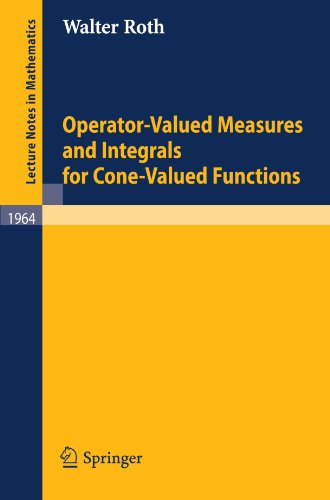 Walter Roth
Lecture Notes in Mathematics
Operator-Valued Measures
and Integrals
for Cone-Valued Functions
1964
Springer